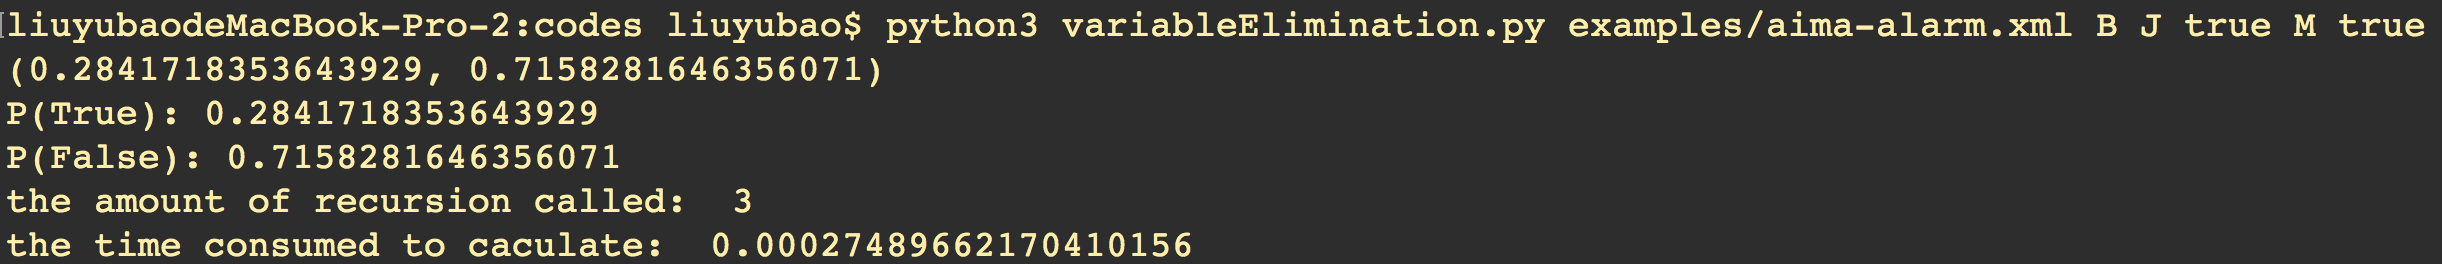 liuyubaodeMacBook-Pro-2:codes liuyubao$ python3 variableElimination.py examples/aima-alarm.xml B J true M true
(0.2841718353643929, 0.7158281646356071)
P(True): 0.2841718353643929
P(False): 0.7158281646356071
the amount of recursion called:  3
the time consumed to caculate:  0.00027489662170410156